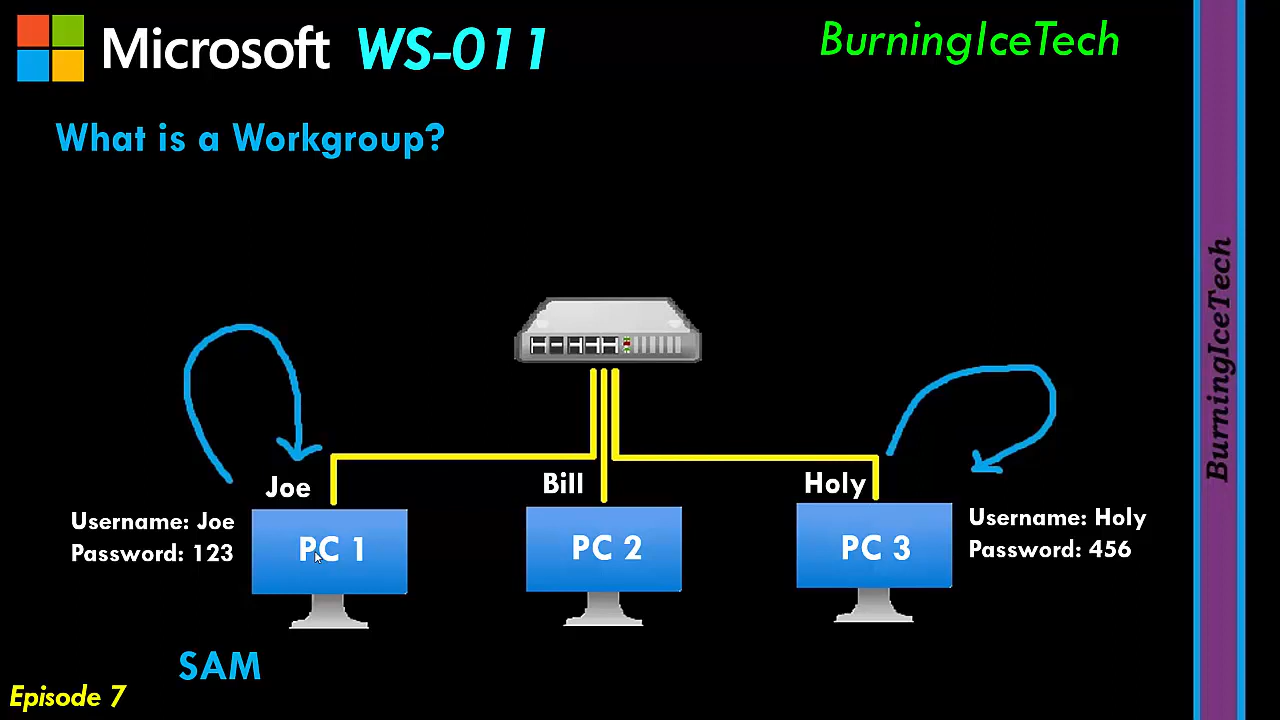 Microsoft WS-011
BurningIceTech
What is a Workgroup?
BurningIceTech
Joe
Bill
Holy
Username: Joe
Password: 123
PC 1
PC 2
PC 3
Username: Holy
Password: 456
SAM
Episode 7